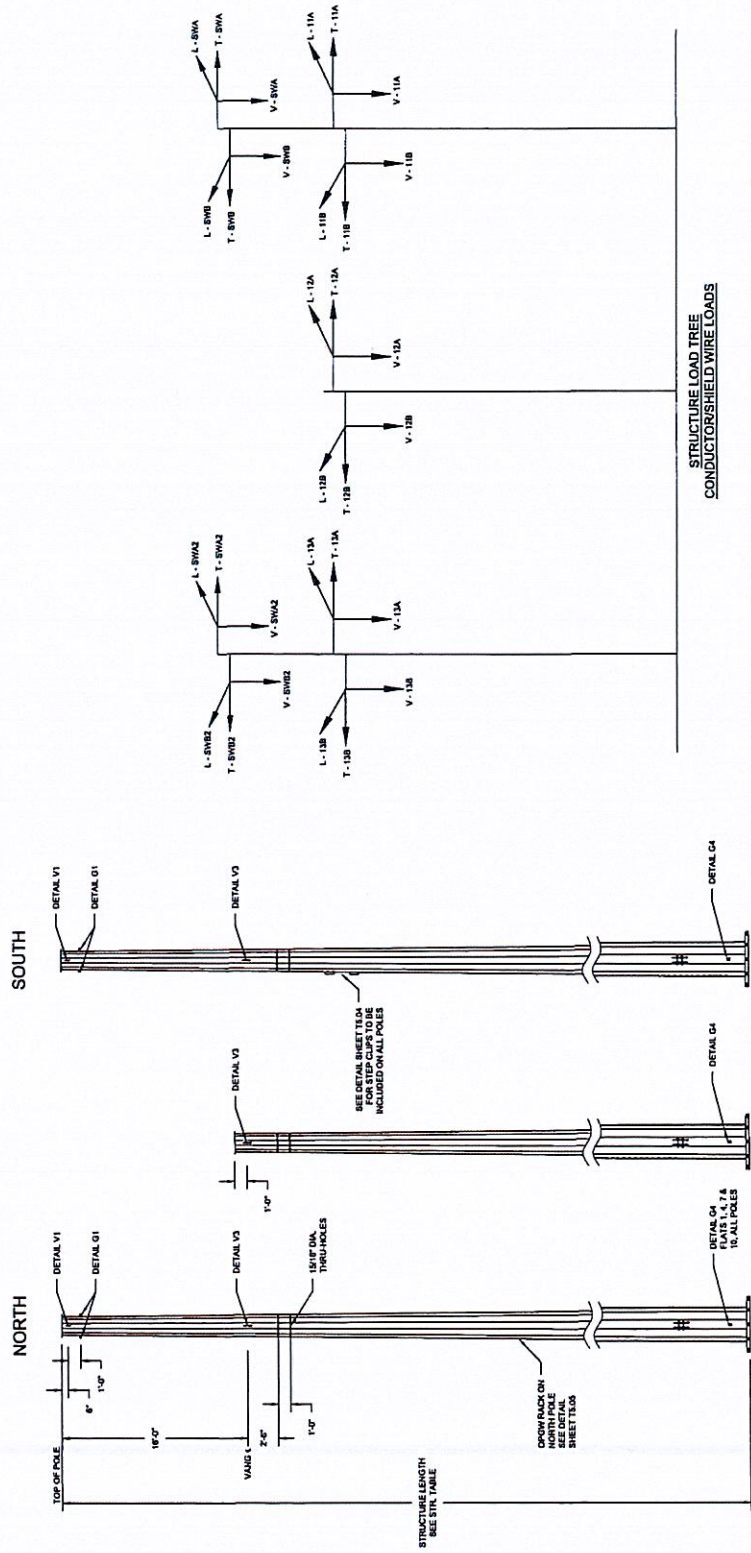 NORTH
SOUTH
TOP OF POLE
6"
1'-0"
DETAIL V1
DETAIL G1
16'-0"
VANG ℄
DETAIL V3
2'-6"
1'-0"
15/16" DIA.
THRU-HOLES
STRUCTURE LENGTH
SEE STR. TABLE
OPGW RACK ON
NORTH POLE
SEE DETAIL
SHEET T5.05
DETAIL G4
FLATS 1, 4, 7 &
10, ALL POLES
1'-0"
DETAIL V3
DETAIL G4
DETAIL V1
DETAIL G1
DETAIL V3
SEE DETAIL SHEET T5.04
FOR STEP CLIPS TO BE
INCLUDED ON ALL POLES
DETAIL G4
L - SWB2
T - SWB2
V - SWB2
L - SWA2
T - SWA2
V - SWA2
L - 13B
T - 13B
V - 13B
L - 13A
T - 13A
V - 13A
L - 12B
T - 12B
V - 12B
L - 12A
T - 12A
V - 12A
L - SWB
T - SWB
V - SWB
L - SWA
T - SWA
V - SWA
L - 11B
T - 11B
V - 11B
L - 11A
T - 11A
V - 11A
STRUCTURE LOAD TREE
CONDUCTOR/SHIELD WIRE LOADS